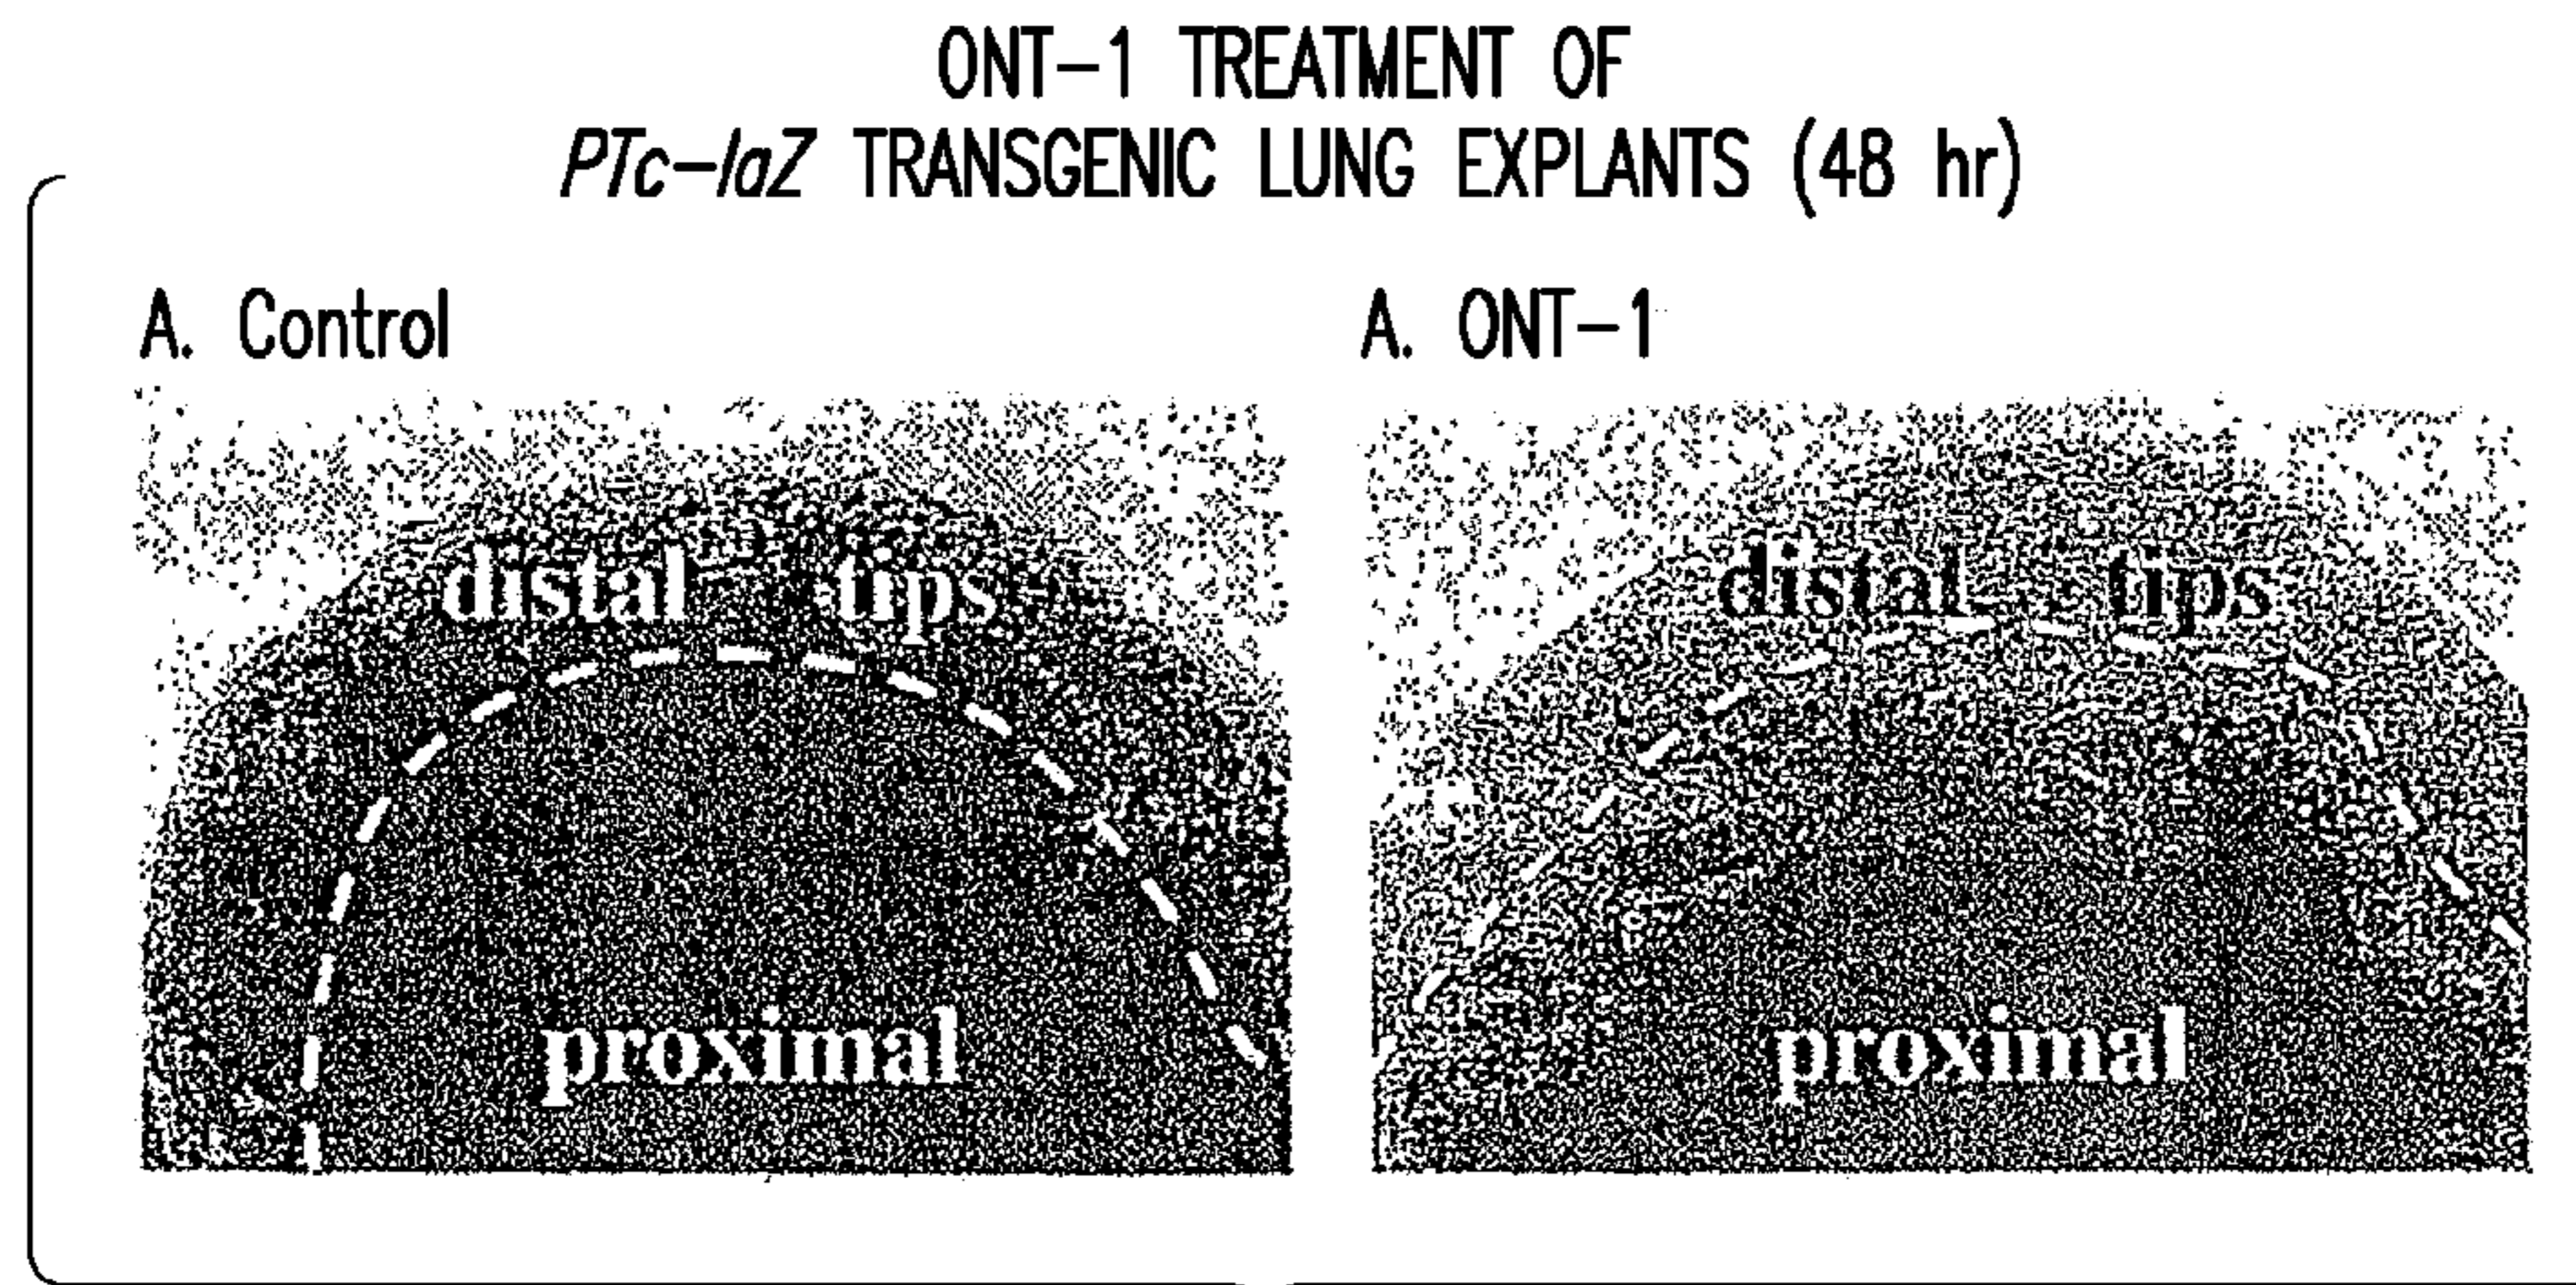 ONT-1 TREATMENT OF
PTc-laZ TRANSGENIC LUNG EXPLANTS (48 hr)
A. Control
A. ONT-1
distal tips
distal tips
proximal
proximal